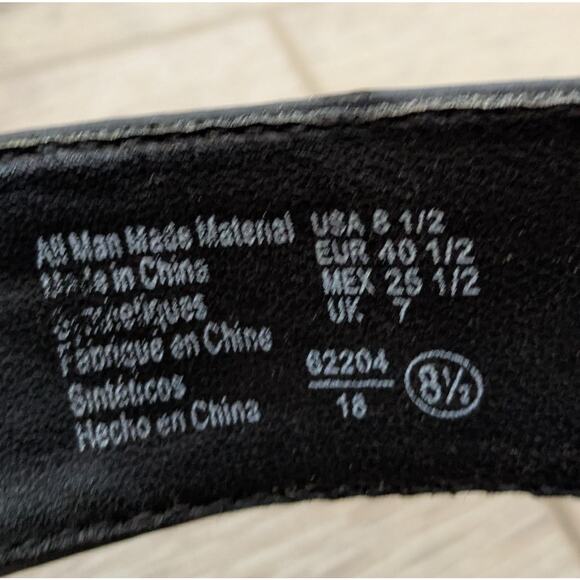 All Man Made Material
Made in China
Synthétiques
Fabriqué en Chine
Sintéticos
Hecho en China
USA 8 1/2
EUR 40 1/2
MEX 25 1/2
UK 7
62204
18
8½